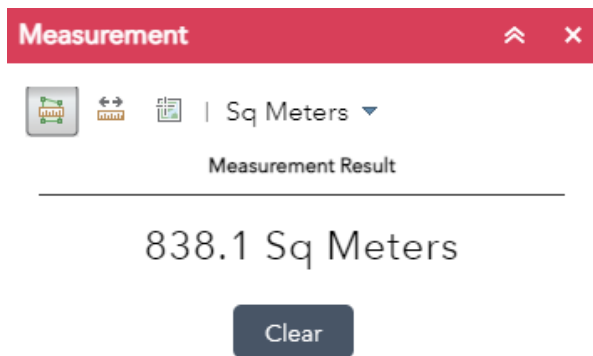 Measurement
| Sq Meters
Measurement Result
838.1 Sq Meters
Clear